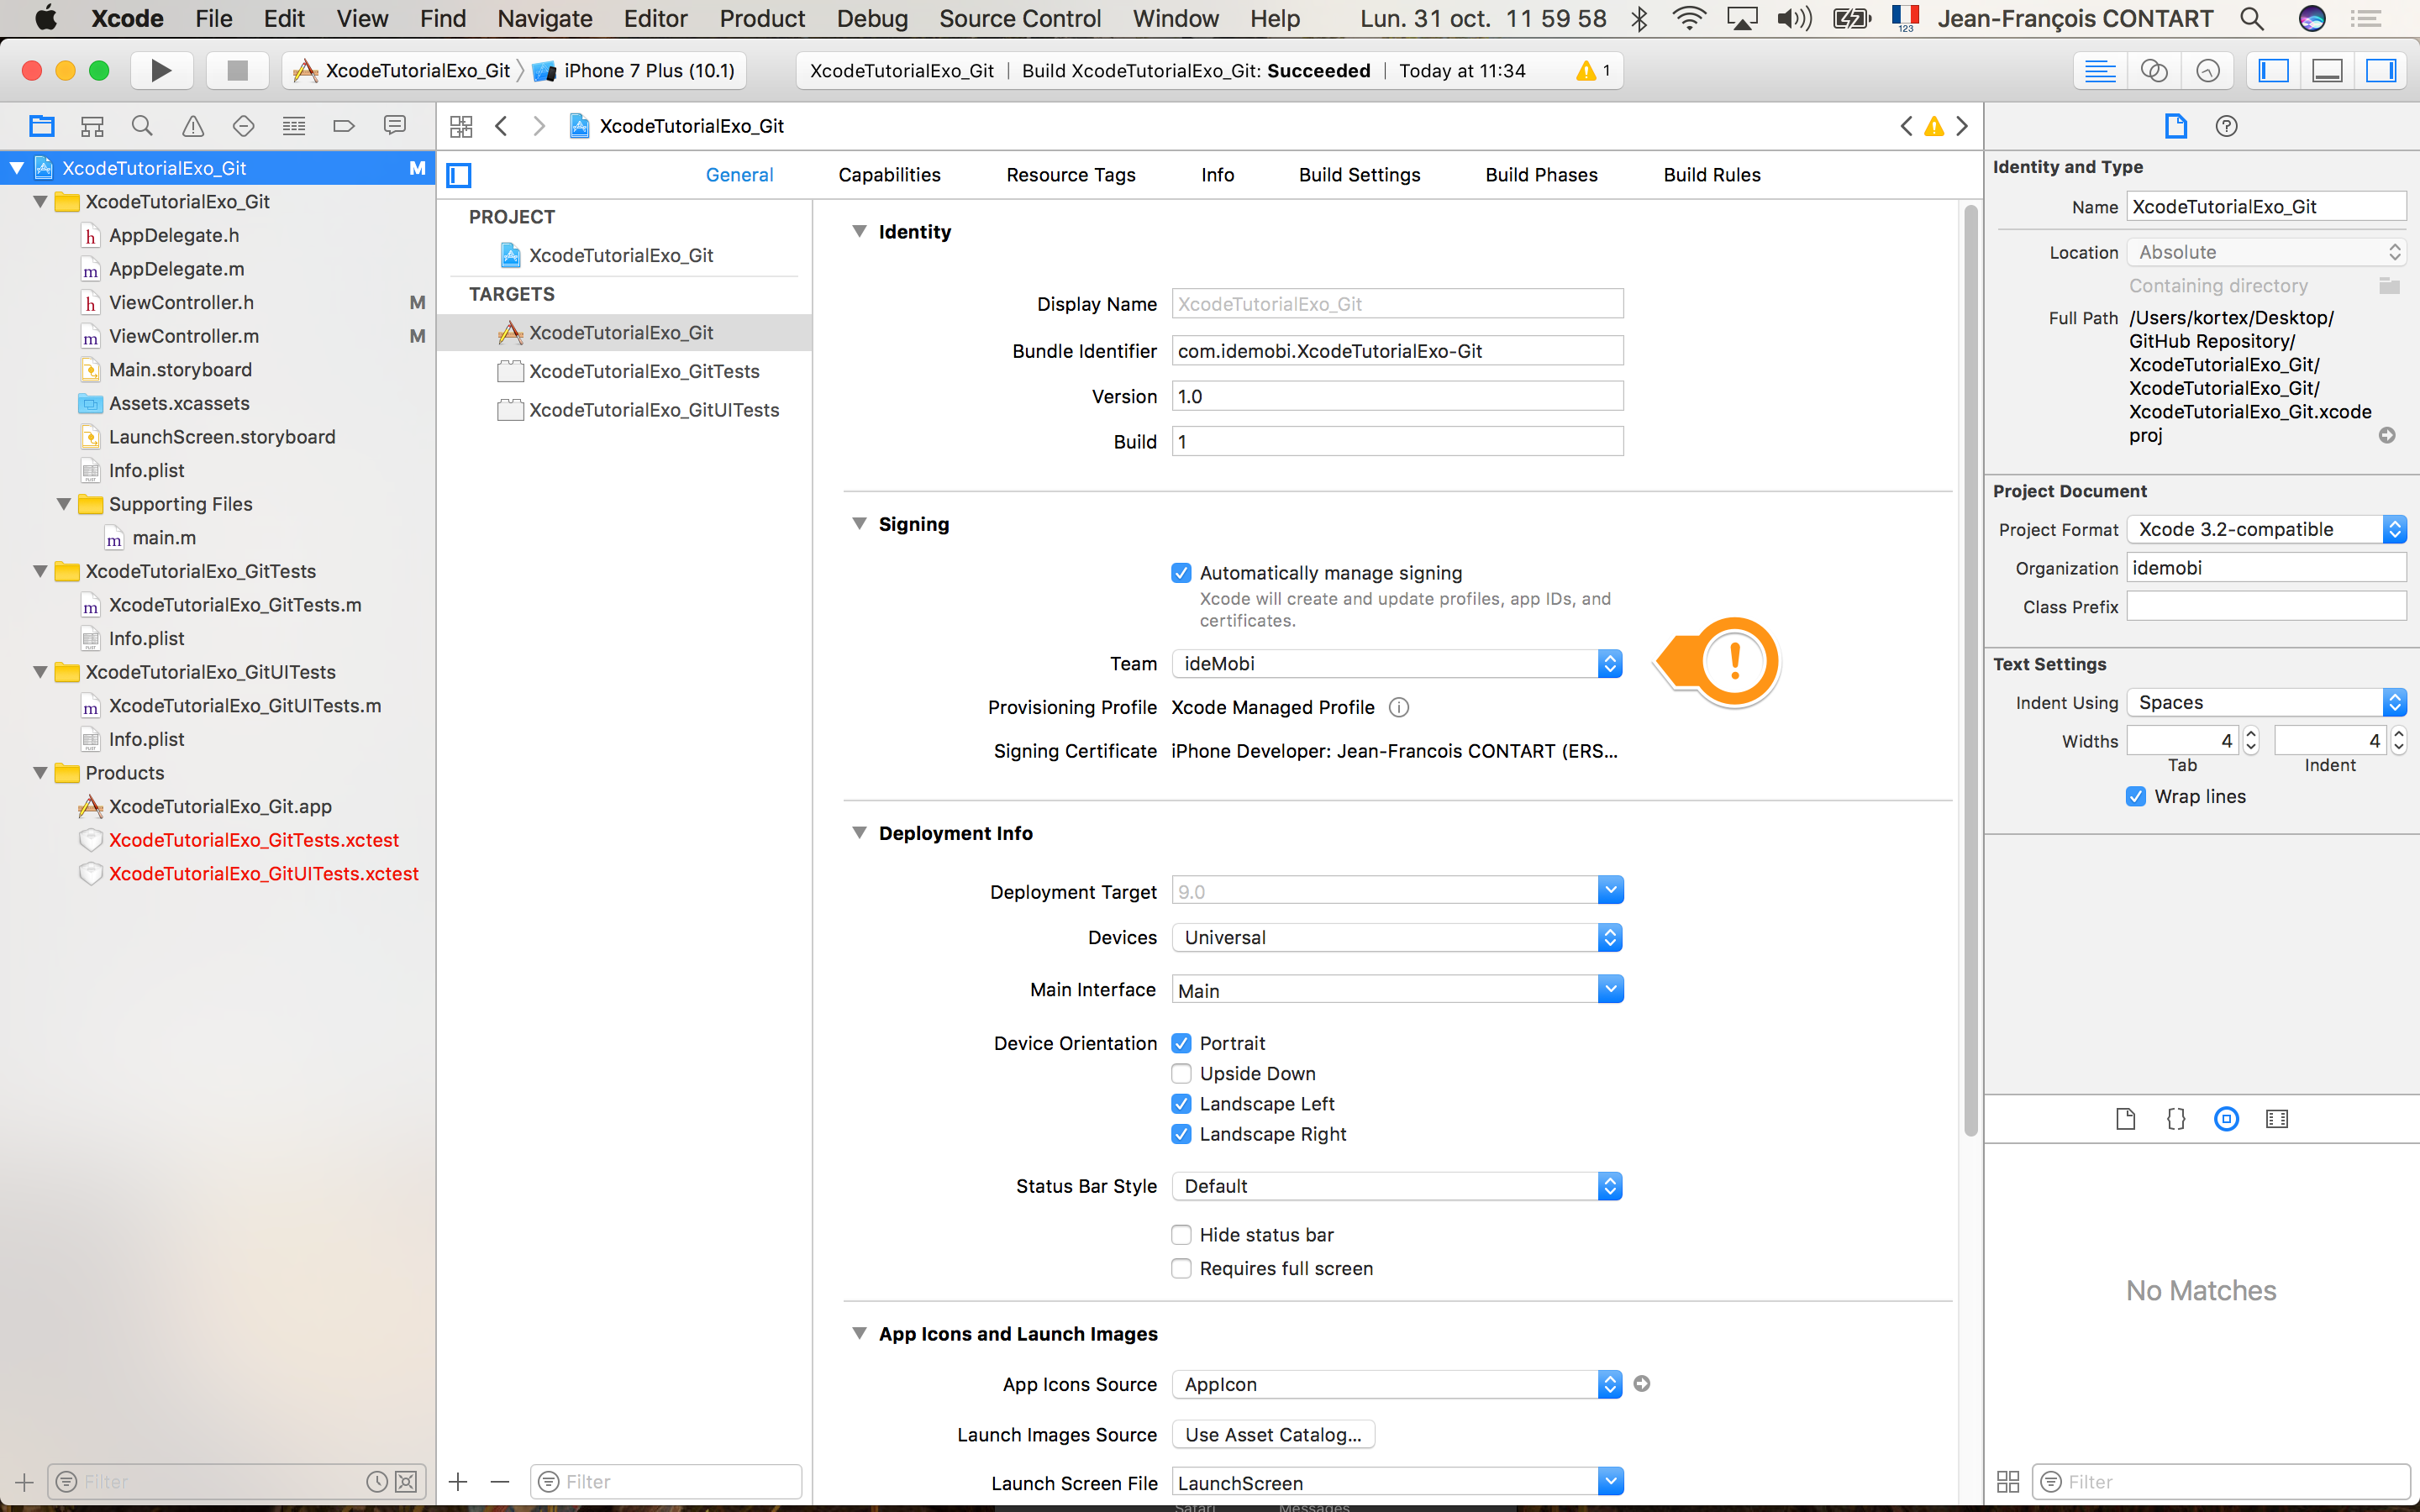 Xcode File Edit View Find Navigate Editor Product Debug Source Control Window Help Lun. 31 oct. 11 59 58 123 Jean-François CONTART
XcodeTutorialExo_Git iPhone 7 Plus (10.1) XcodeTutorialExo_Git | Build XcodeTutorialExo_Git: Succeeded | Today at 11:34 1
XcodeTutorialExo_Git
XcodeTutorialExo_Git M
XcodeTutorialExo_Git
h AppDelegate.h
m AppDelegate.m
h ViewController.h M
m ViewController.m M
Main.storyboard
Assets.xcassets
LaunchScreen.storyboard
Info.plist
Supporting Files
m main.m
XcodeTutorialExo_GitTests
m XcodeTutorialExo_GitTests.m
Info.plist
XcodeTutorialExo_GitUITests
m XcodeTutorialExo_GitUITests.m
Info.plist
Products
XcodeTutorialExo_Git.app
XcodeTutorialExo_GitTests.xctest
XcodeTutorialExo_GitUITests.xctest
Filter
General Capabilities Resource Tags Info Build Settings Build Phases Build Rules
PROJECT
XcodeTutorialExo_Git
TARGETS
XcodeTutorialExo_Git
XcodeTutorialExo_GitTests
XcodeTutorialExo_GitUITests
Filter
Identity
Display Name XcodeTutorialExo_Git
Bundle Identifier com.idemobi.XcodeTutorialExo-Git
Version 1.0
Build 1
Signing
Automatically manage signing
Xcode will create and update profiles, app IDs, and
certificates.
Team ideMobi
!
Provisioning Profile Xcode Managed Profile
Signing Certificate iPhone Developer: Jean-Francois CONTART (ERS...
Deployment Info
Deployment Target 9.0
Devices Universal
Main Interface Main
Device Orientation Portrait
Upside Down
Landscape Left
Landscape Right
Status Bar Style Default
Hide status bar
Requires full screen
App Icons and Launch Images
App Icons Source AppIcon
Launch Images Source Use Asset Catalog...
Launch Screen File LaunchScreen
Identity and Type
Name XcodeTutorialExo_Git
Location Absolute
Containing directory
Full Path /Users/kortex/Desktop/
GitHub Repository/
XcodeTutorialExo_Git/
XcodeTutorialExo_Git/
XcodeTutorialExo_Git.xcode
proj
Project Document
Project Format Xcode 3.2-compatible
Organization idemobi
Class Prefix
Text Settings
Indent Using Spaces
Widths 4 4
Tab Indent
Wrap lines
{}
No Matches
Filter
Safari Messages